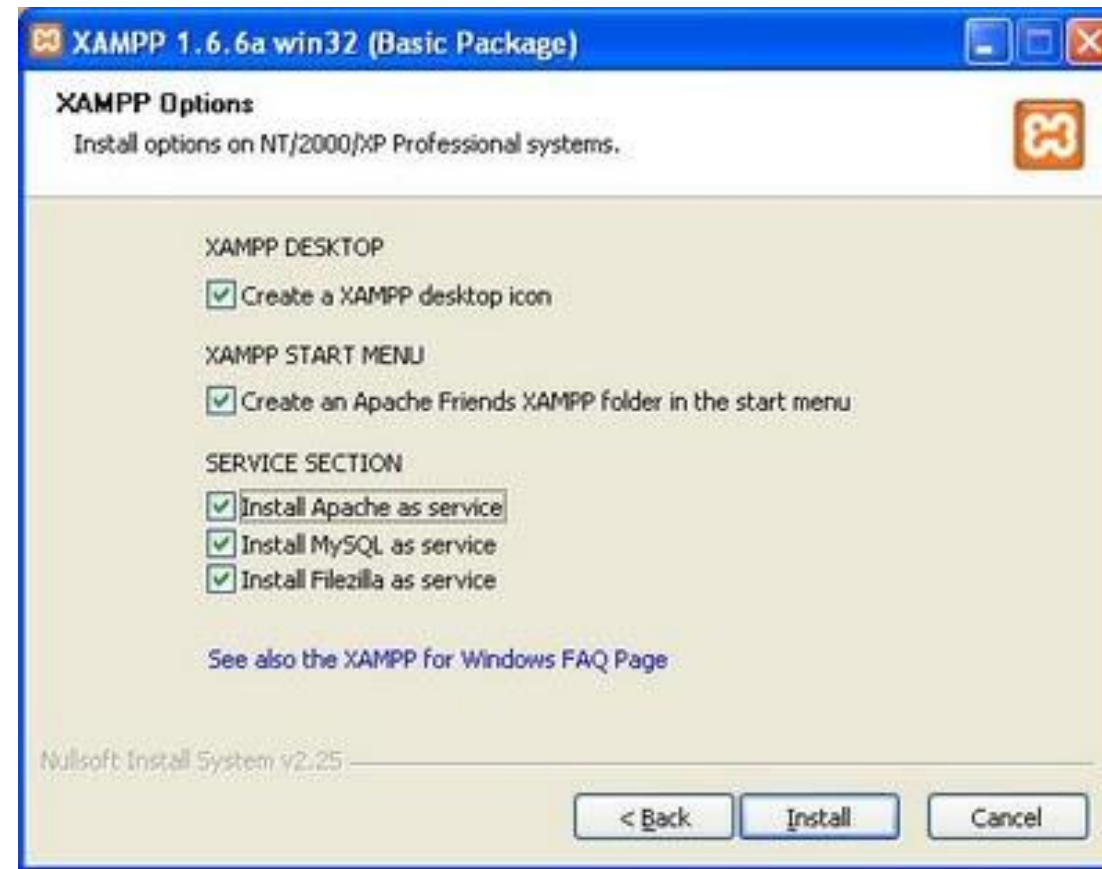 XAMPP 1.6.6a win32 (Basic Package)
XAMPP Options
Install options on NT/2000/XP Professional systems.
XAMPP DESKTOP
Create a XAMPP desktop icon
XAMPP START MENU
Create an Apache Friends XAMPP folder in the start menu
SERVICE SECTION
Install Apache as service
Install MySQL as service
Install Filezilla as service
See also the XAMPP for Windows FAQ Page
Nullsoft Install System v2.25
< Back Install Cancel